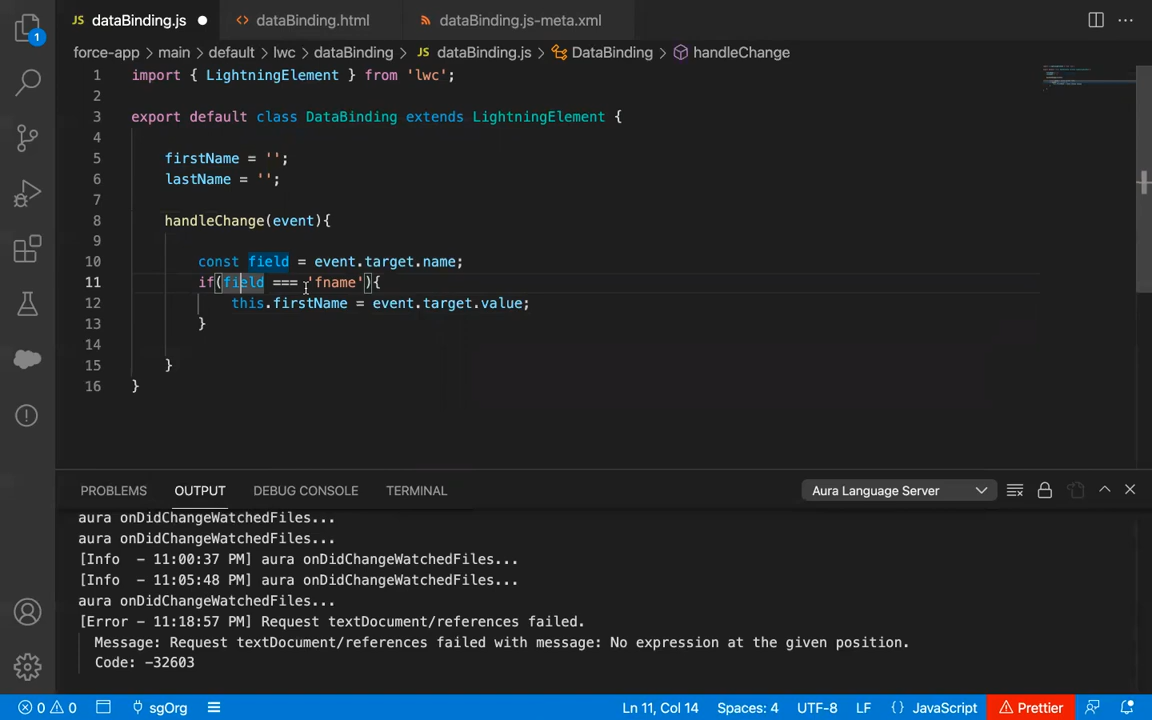 JS dataBinding.js
<> dataBinding.html
dataBinding.js-meta.xml
force-app > main > default > lwc > dataBinding > JS dataBinding.js > DataBinding > handleChange
1 import { LightningElement } from 'lwc';
2
3 export default class DataBinding extends LightningElement {
4
5 firstName = '';
6 lastName = '';
7
8 handleChange(event){
9
10 const field = event.target.name;
11 if(field === 'fname'){
12 this.firstName = event.target.value;
13 }
14
15 }
16 }
1
PROBLEMS OUTPUT DEBUG CONSOLE TERMINAL Aura Language Server
aura onDidChangeWatchedFiles...
aura onDidChangeWatchedFiles...
[Info - 11:00:37 PM] aura onDidChangeWatchedFiles...
[Info - 11:05:48 PM] aura onDidChangeWatchedFiles...
aura onDidChangeWatchedFiles...
[Error - 11:18:57 PM] Request textDocument/references failed.
Message: Request textDocument/references failed with message: No expression at the given position.
Code: -32603
0 0 sgOrg Ln 11, Col 14 Spaces: 4 UTF-8 LF {} JavaScript Prettier